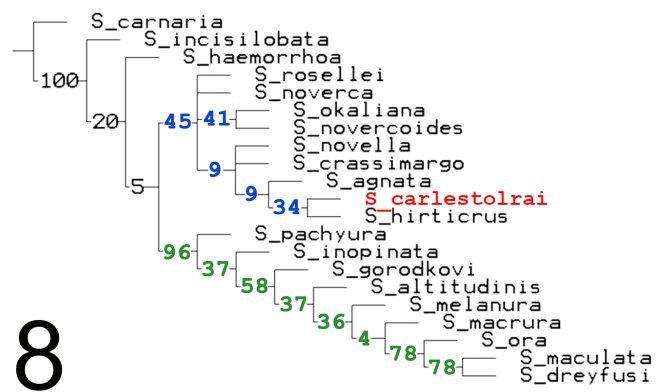 S_carnaria
S_incisilobata
S_haemorrhoa
100
S_rosellei
S_noverca
S_okaliana
20
45
41
S_novercoides
S_novella
S_crassimargo
9
S_agnata
5
9
S_carlestolrai
34
S_hirticrus
S_pachyura
96
S_inopinata
37
S_gorodkovi
58
S_altitudinis
37
S_melanura
36
S_macrura
4
S_ora
78
S_maculata
78
S_dreyfusi
8